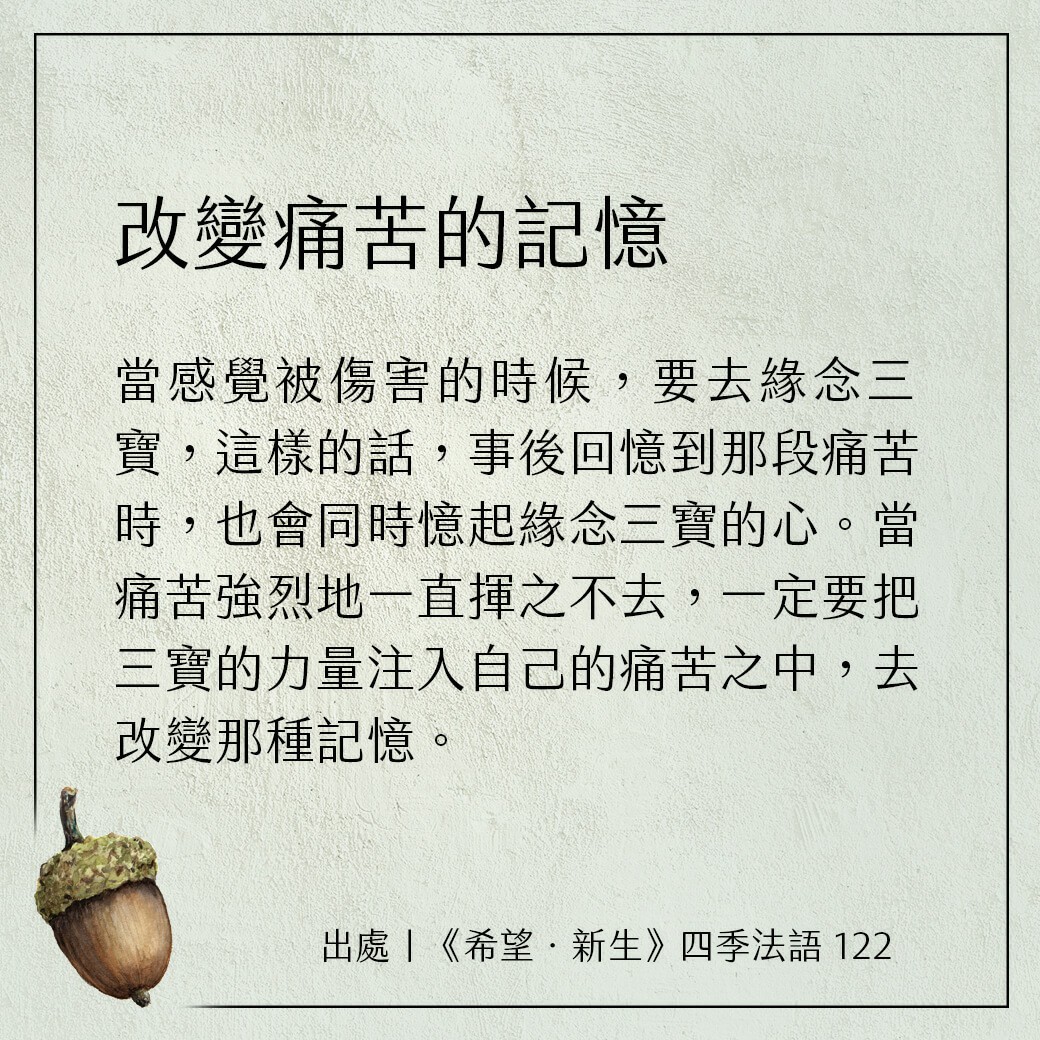 改變痛苦的記憶
當感覺被傷害的時候，要去緣念三
寶，這樣的話，事後回憶到那段痛苦
時，也會同時憶起緣念三寶的心。當
痛苦強烈地一直揮之不去，一定要把
三寶的力量注入自己的痛苦之中，去
改變那種記憶。
出處｜《希望．新生》四季法語 122